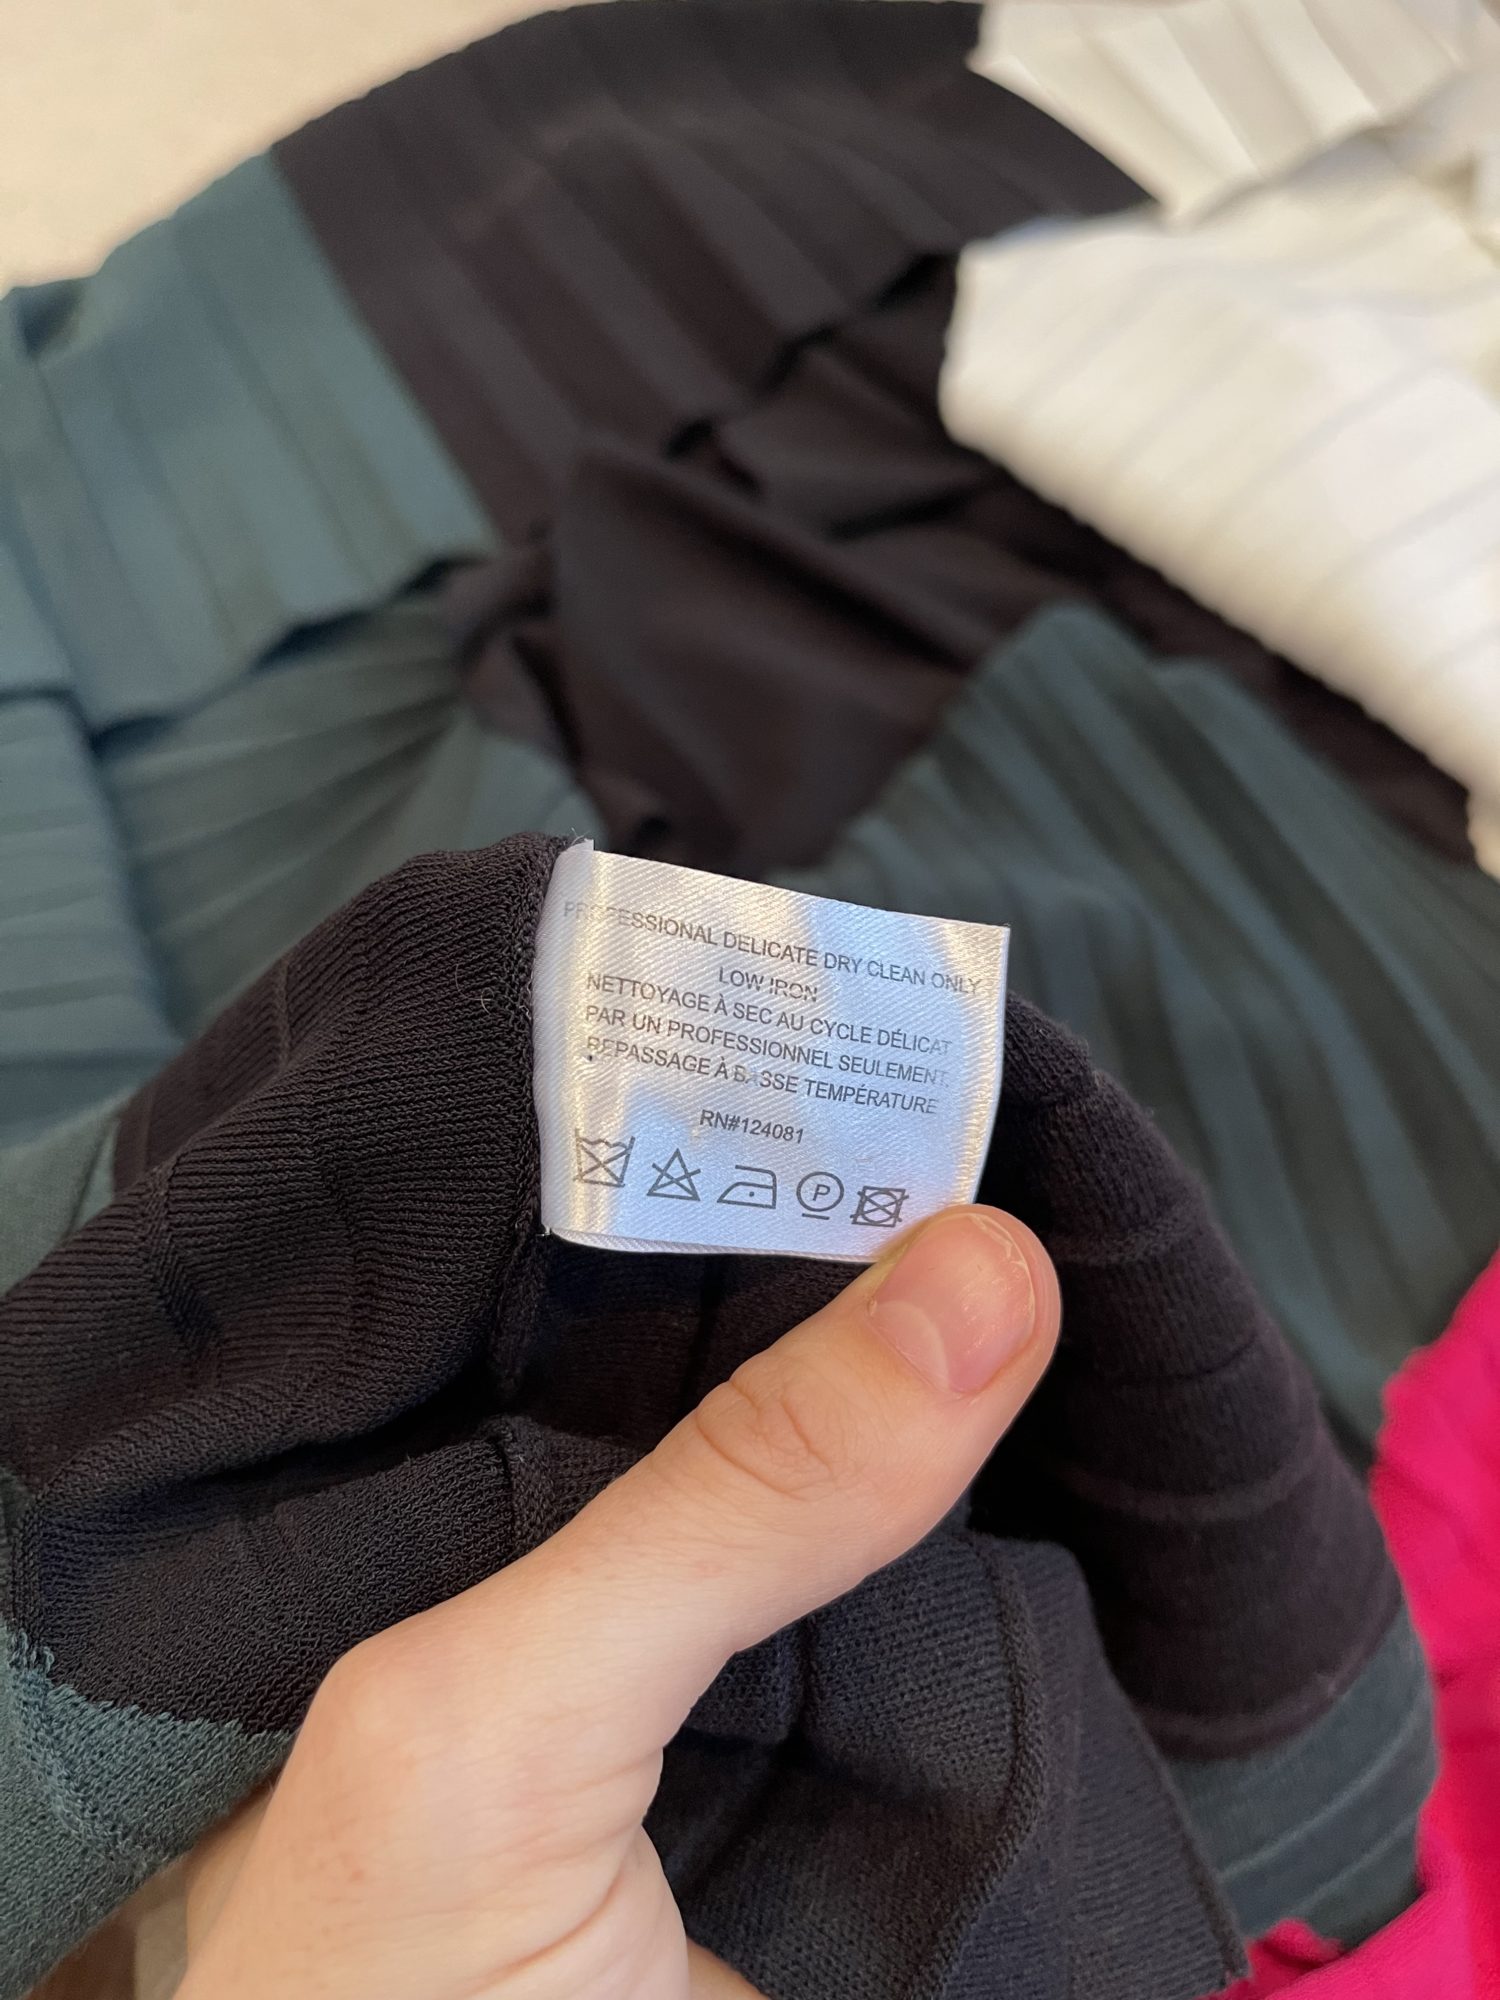 PROFESSIONAL DELICATE DRY CLEAN ONLY
LOW IRON
NETTOYAGE À SEC AU CYCLE DÉLICAT
PAR UN PROFESSIONNEL SEULEMENT.
REPASSAGE À BASSE TEMPÉRATURE
RN#124081
P